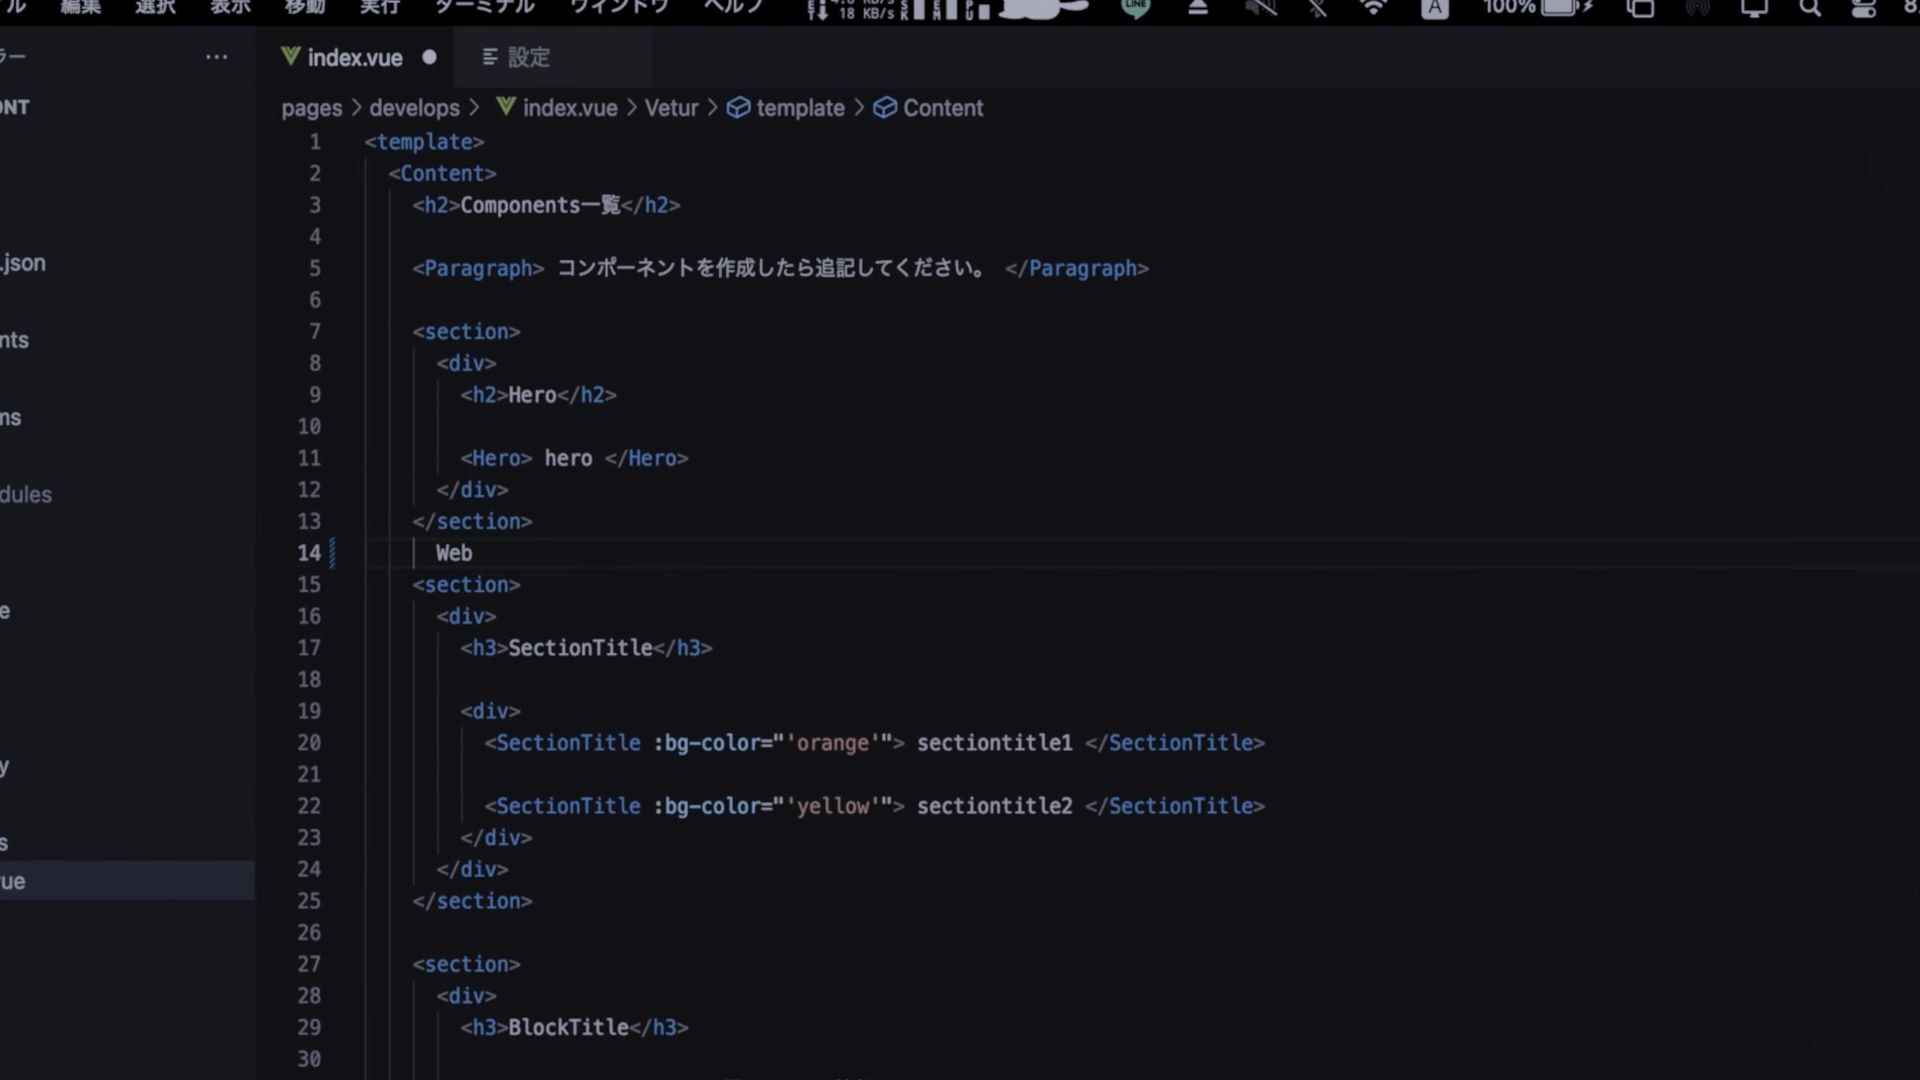 編集 選択 表示 移動 実行 ターミナル ウィンドウ ヘルプ 18 KB/s LINE A 100%
index.vue 設定
pages > develops > index.vue > Vetur > template > Content
.json
nts
ms
dules
e
y
s
1 <template>
2 <Content>
3 <h2>Components一覧</h2>
4
5 <Paragraph> コンポーネントを作成したら追記してください。 </Paragraph>
6
7 <section>
8 <div>
9 <h2>Hero</h2>
10
11 <Hero> hero </Hero>
12 </div>
13 </section>
14 Web
15 <section>
16 <div>
17 <h3>SectionTitle</h3>
18
19 <div>
20 <SectionTitle :bg-color="'orange'"> sectiontitle1 </SectionTitle>
21
22 <SectionTitle :bg-color="'yellow'"> sectiontitle2 </SectionTitle>
23 </div>
24 </div>
25 </section>
26
27 <section>
28 <div>
29 <h3>BlockTitle</h3>
30